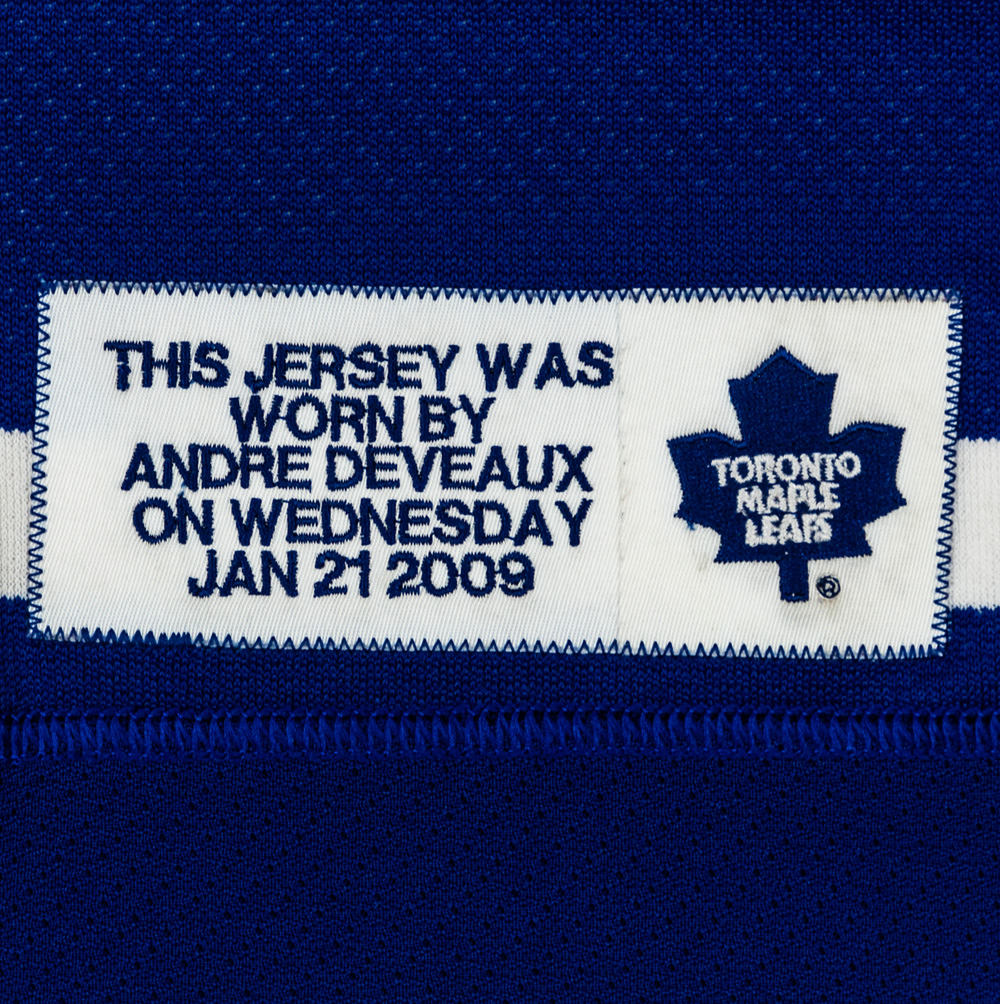 THIS JERSEY WAS
WORN BY
ANDRE DEVEAUX
ON WEDNESDAY
JAN 21 2009
TORONTO
MAPLE
LEAFS
®